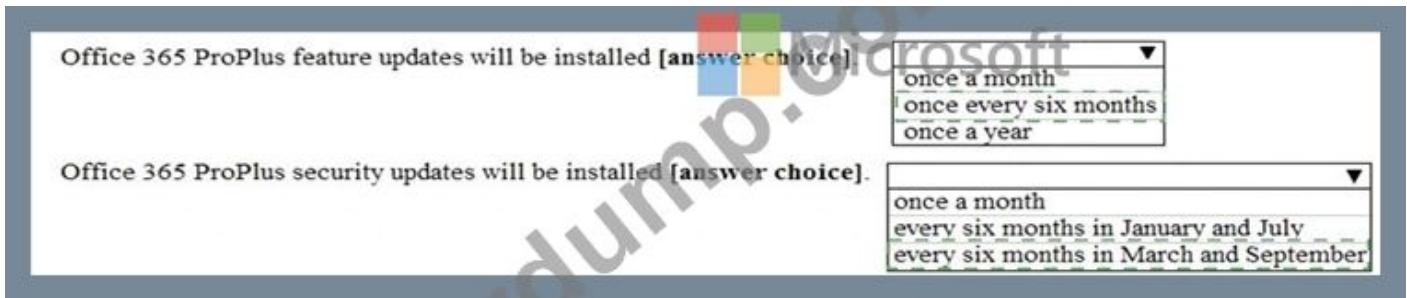 Office 365 ProPlus feature updates will be installed [answer choice].
once a month
once every six months
once a year
Office 365 ProPlus security updates will be installed [answer choice].
once a month
every six months in January and July
every six months in March and September
Microsoft